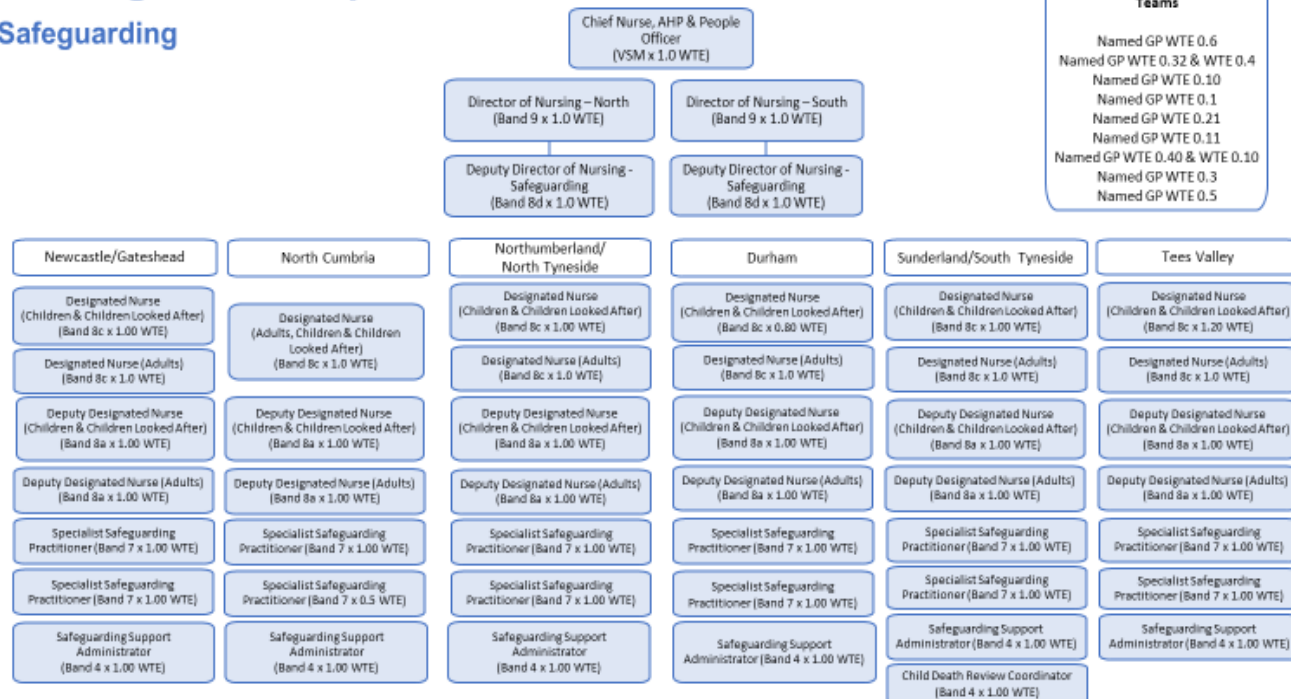 Safeguarding
Chief Nurse, AHP & People
Officer
(VSM x 1.0 WTE)
Director of Nursing – North
(Band 9 x 1.0 WTE)
Director of Nursing – South
(Band 9 x 1.0 WTE)
Deputy Director of Nursing -
Safeguarding
(Band 8d x 1.0 WTE)
Deputy Director of Nursing -
Safeguarding
(Band 8d x 1.0 WTE)
Teams
Named GP WTE 0.6
Named GP WTE 0.32 & WTE 0.4
Named GP WTE 0.10
Named GP WTE 0.1
Named GP WTE 0.21
Named GP WTE 0.11
Named GP WTE 0.40 & WTE 0.10
Named GP WTE 0.3
Named GP WTE 0.5
Newcastle/Gateshead
Designated Nurse
(Children & Children Looked After)
(Band 8c x 1.00 WTE)
Designated Nurse (Adults)
(Band 8c x 1.0 WTE)
Deputy Designated Nurse
(Children & Children Looked After)
(Band 8a x 1.00 WTE)
Deputy Designated Nurse (Adults)
(Band 8a x 1.00 WTE)
Specialist Safeguarding
Practitioner (Band 7 x 1.00 WTE)
Specialist Safeguarding
Practitioner (Band 7 x 1.00 WTE)
Safeguarding Support
Administrator
(Band 4 x 1.00 WTE)
North Cumbria
Designated Nurse
(Adults, Children & Children
Looked After)
(Band 8c x 1.0 WTE)
Deputy Designated Nurse
(Children & Children Looked After)
(Band 8a x 1.00 WTE)
Deputy Designated Nurse (Adults)
(Band 8a x 1.00 WTE)
Specialist Safeguarding
Practitioner (Band 7 x 1.00 WTE)
Specialist Safeguarding
Practitioner (Band 7 x 0.5 WTE)
Safeguarding Support
Administrator
(Band 4 x 1.00 WTE)
Northumberland/
North Tyneside
Designated Nurse
(Children & Children Looked After)
(Band 8c x 1.00 WTE)
Designated Nurse (Adults)
(Band 8c x 1.0 WTE)
Deputy Designated Nurse
(Children & Children Looked After)
(Band 8a x 1.00 WTE)
Deputy Designated Nurse (Adults)
(Band 8a x 1.00 WTE)
Specialist Safeguarding
Practitioner (Band 7 x 1.00 WTE)
Specialist Safeguarding
Practitioner (Band 7 x 1.00 WTE)
Safeguarding Support
Administrator
(Band 4 x 1.00 WTE)
Durham
Designated Nurse
(Children & Children Looked After)
(Band 8c x 0.80 WTE)
Designated Nurse (Adults)
(Band 8c x 1.0 WTE)
Deputy Designated Nurse
(Children & Children Looked After)
(Band 8a x 1.00 WTE)
Deputy Designated Nurse (Adults)
(Band 8a x 1.00 WTE)
Specialist Safeguarding
Practitioner (Band 7 x 1.00 WTE)
Specialist Safeguarding
Practitioner (Band 7 x 1.00 WTE)
Safeguarding Support
Administrator (Band 4 x 1.00 WTE)
Sunderland/South Tyneside
Designated Nurse
(Children & Children Looked After)
(Band 8c x 1.00 WTE)
Designated Nurse (Adults)
(Band 8c x 1.0 WTE)
Deputy Designated Nurse
(Children & Children Looked After)
(Band 8a x 1.00 WTE)
Deputy Designated Nurse (Adults)
(Band 8a x 1.00 WTE)
Specialist Safeguarding
Practitioner (Band 7 x 1.00 WTE)
Specialist Safeguarding
Practitioner (Band 7 x 1.00 WTE)
Safeguarding Support
Administrator (Band 4 x 1.00 WTE)
Child Death Review Coordinator
(Band 4 x 1.00 WTE)
Tees Valley
Designated Nurse
(Children & Children Looked After)
(Band 8c x 1.20 WTE)
Designated Nurse (Adults)
(Band 8c x 1.0 WTE)
Deputy Designated Nurse
(Children & Children Looked After)
(Band 8a x 1.00 WTE)
Deputy Designated Nurse (Adults)
(Band 8a x 1.00 WTE)
Specialist Safeguarding
Practitioner (Band 7 x 1.00 WTE)
Specialist Safeguarding
Practitioner (Band 7 x 1.00 WTE)
Safeguarding Support
Administrator (Band 4 x 1.00 WTE)